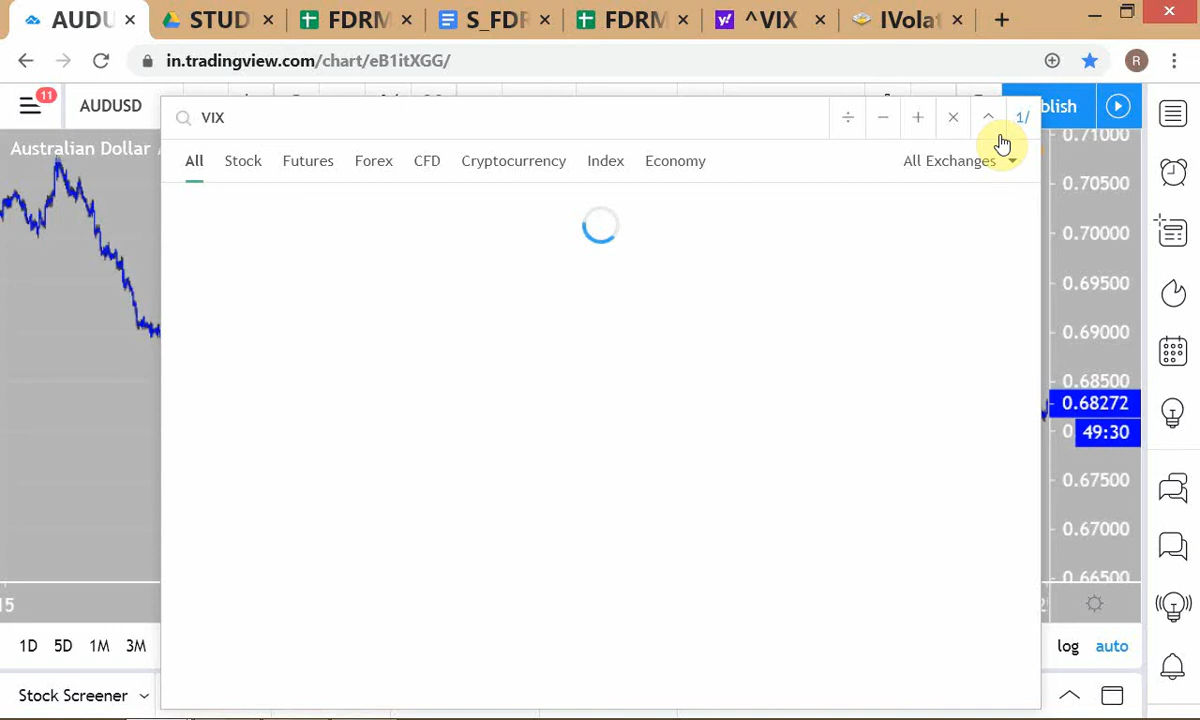 AUDU × STUD × FDRM × S_FDR × FDRM × ^VIX × IVolat × +
in.tradingview.com/chart/eB1itXGG/ R
11 AUDUSD blish
VIX ÷ − + × ^ 1/
All Stock Futures Forex CFD Cryptocurrency Index Economy All Exchanges
Australian Dollar
0.71000
0.70500
0.70000
0.69500
0.69000
0.68500
0.68272
49:30
0.67500
0.67000
0.66500
15
1D 5D 1M 3M log auto
Stock Screener